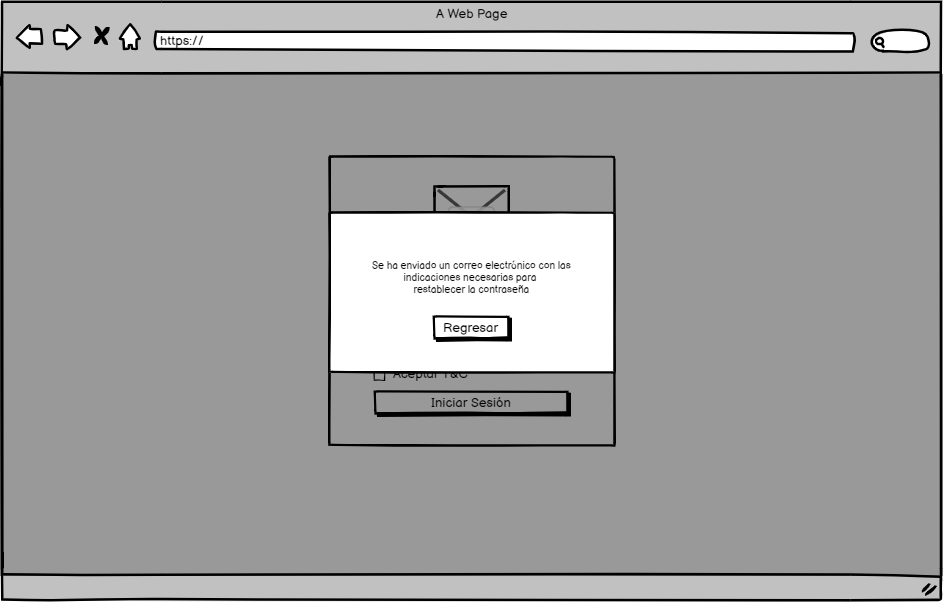 A Web Page
https://
Se ha enviado un correo electrónico con las
indicaciones necesarias para
restablecer la contraseña
Regresar
Aceptar T&C
Iniciar Sesión